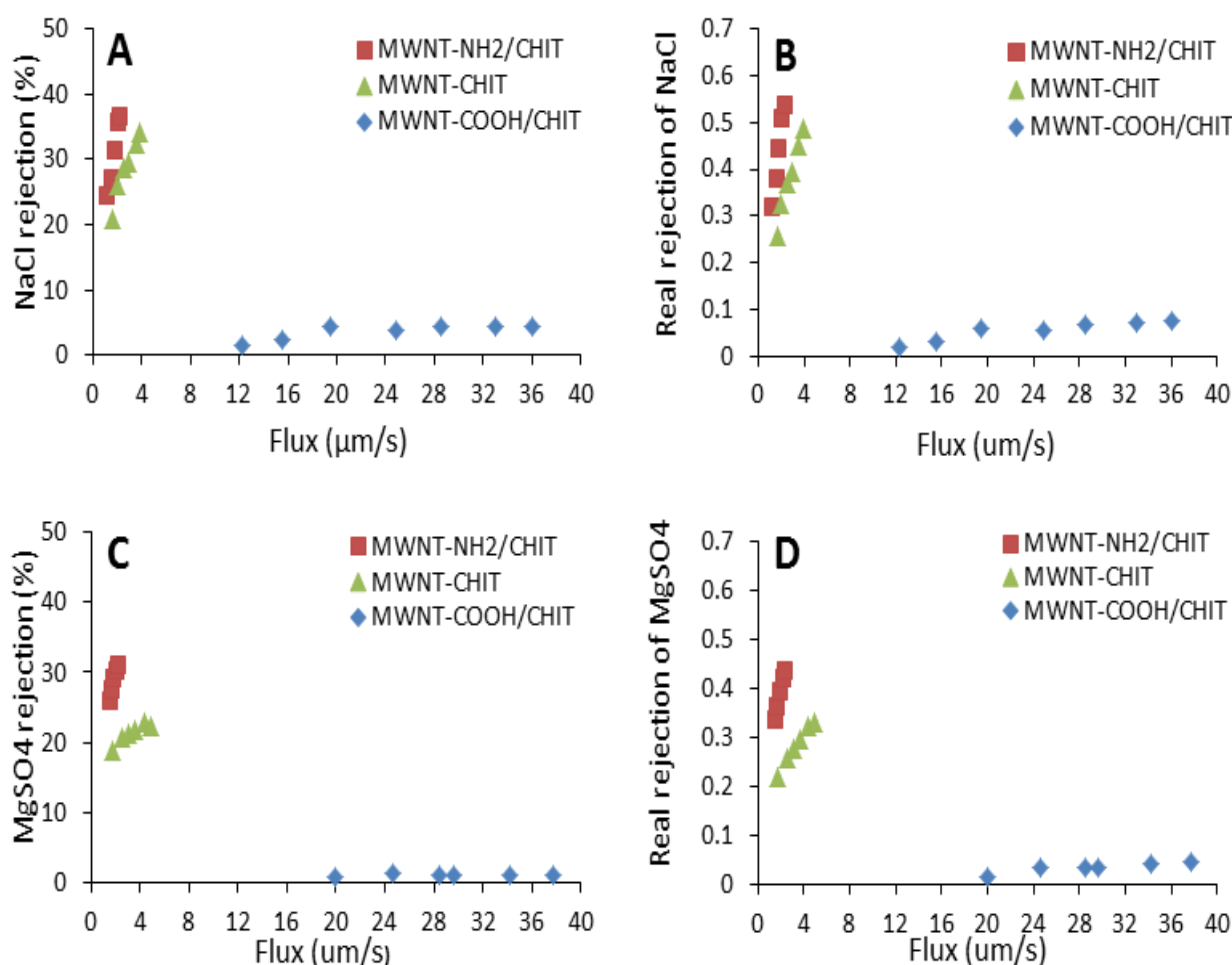 A
NaCl rejection (%)
50
40
30
20
10
0
MWNT-NH2/CHIT
MWNT-CHIT
MWNT-COOH/CHIT
0 4 8 12 16 20 24 28 32 36 40
Flux (μm/s)
B
Real rejection of NaCl
0.7
0.6
0.5
0.4
0.3
0.2
0.1
0
MWNT-NH2/CHIT
MWNT-CHIT
MWNT-COOH/CHIT
0 4 8 12 16 20 24 28 32 36 40
Flux (um/s)
C
MgSO4 rejection (%)
50
40
30
20
10
0
MWNT-NH2/CHIT
MWNT-CHIT
MWNT-COOH/CHIT
0 4 8 12 16 20 24 28 32 36 40
Flux (um/s)
D
Real rejection of MgSO4
0.7
0.6
0.5
0.4
0.3
0.2
0.1
0
MWNT-NH2/CHIT
MWNT-CHIT
MWNT-COOH/CHIT
0 4 8 12 16 20 24 28 32 36 40
Flux (um/s)